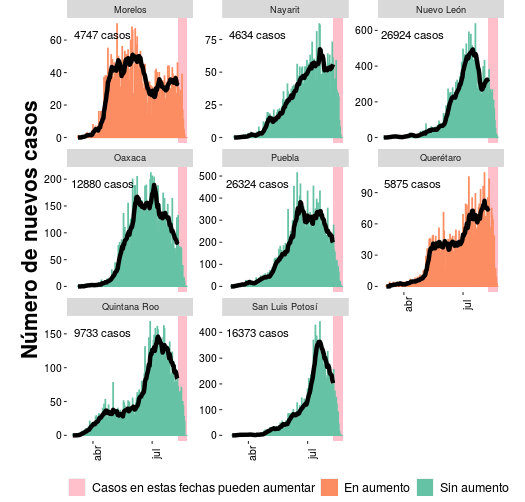 Número de nuevos casos
Morelos
Nayarit
Nuevo León
4747 casos
4634 casos
26924 casos
60
40
20
0
75
50
25
0
600
400
200
0
Oaxaca
Puebla
Querétaro
12880 casos
26324 casos
5875 casos
200
150
100
50
0
500
400
300
200
100
0
90
60
30
0
abr
jul
Quintana Roo
San Luis Potosí
9733 casos
16373 casos
150
100
50
0
400
300
200
100
0
abr
jul
abr
jul
Casos en estas fechas pueden aumentar
En aumento
Sin aumento